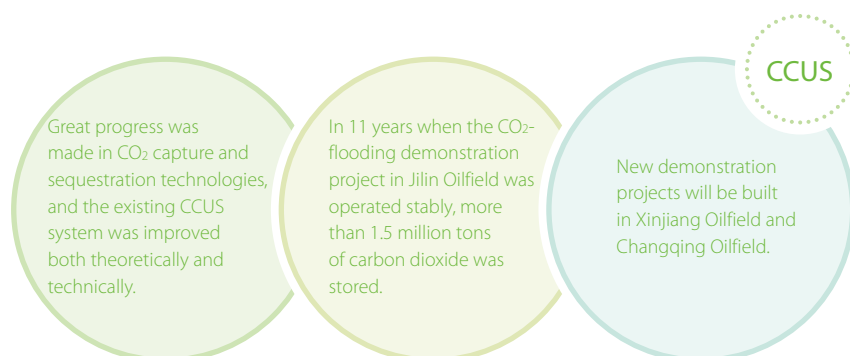 CCUS
Great progress was
made in CO₂ capture and
sequestration technologies,
and the existing CCUS
system was improved
both theoretically and
technically.
In 11 years when the CO₂-
flooding demonstration
project in Jilin Oilfield was
operated stably, more
than 1.5 million tons
of carbon dioxide was
stored.
New demonstration
projects will be built
in Xinjiang Oilfield and
Changqing Oilfield.